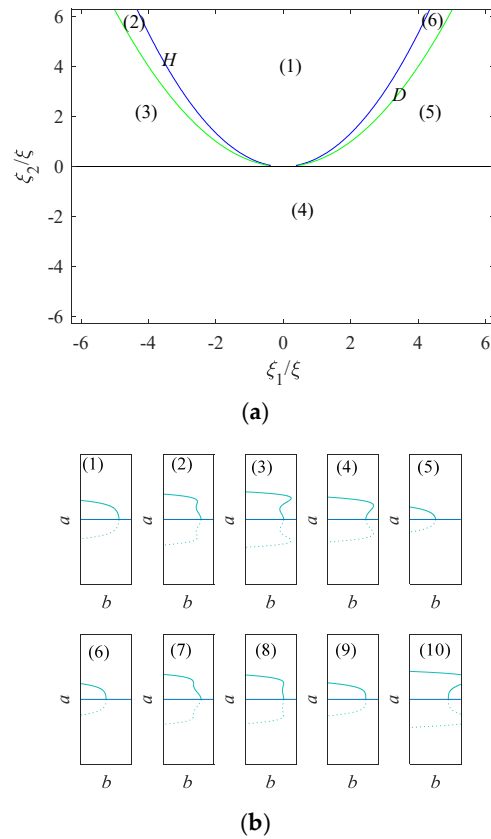 6
(2)
(6)
H
(1)
4
D
(3)
(5)
2
ξ2/ξ
0
(4)
-2
-4
-6
-6 -4 -2 0 2 4 6
ξ1/ξ
(a)
(1) (2) (3) (4) (5)
a a a a a
b b b b b
(6) (7) (8) (9) (10)
a a a a a
b b b b b
(b)